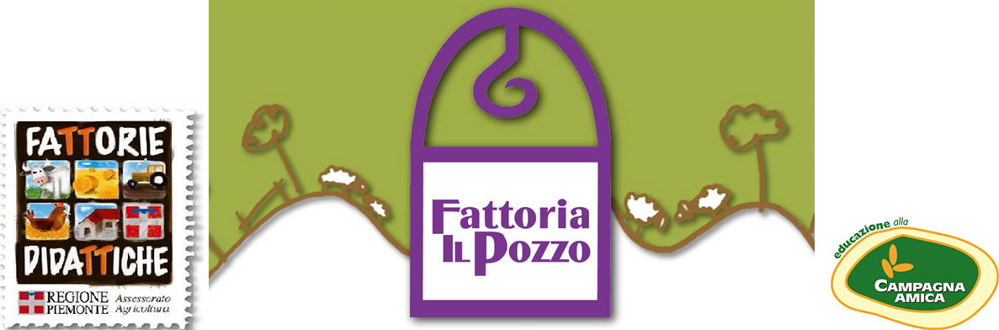 FATTORIE
DIDATTICHE
REGIONE
PIEMONTE
Assessorato
Agricoltura
Fattoria
Il Pozzo
educazione alla
CAMPAGNA
AMICA